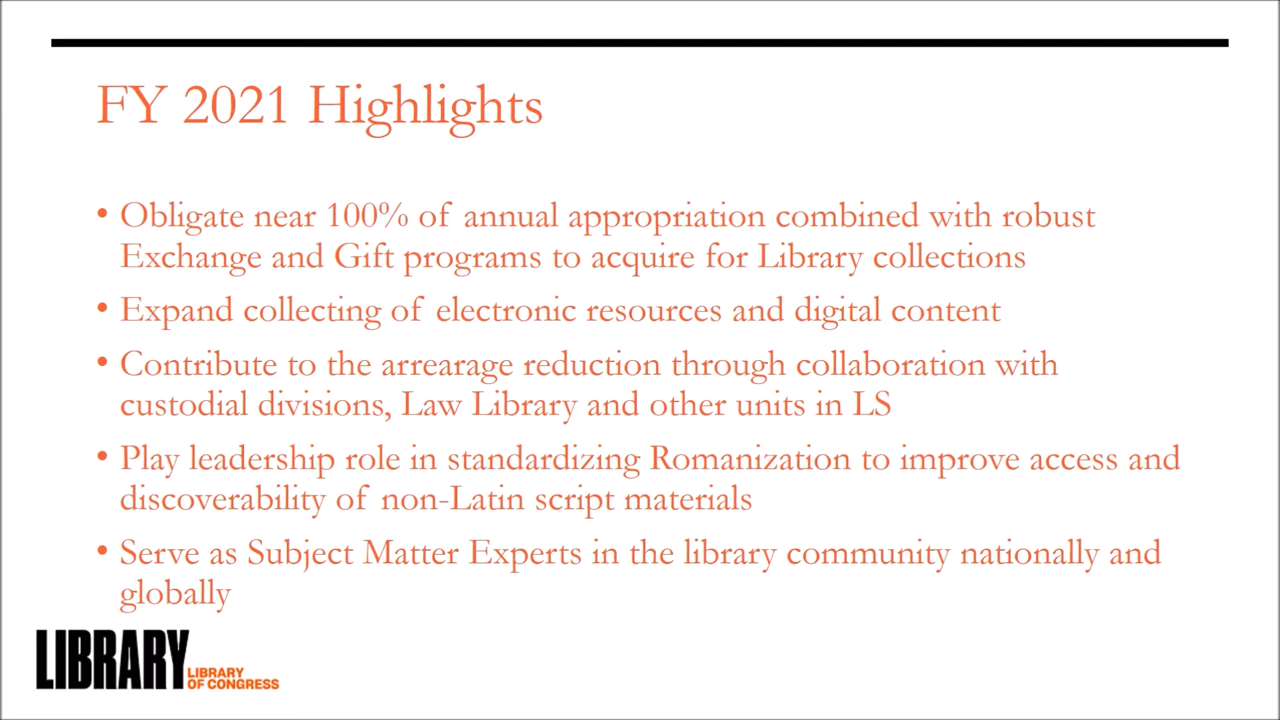 FY 2021 Highlights
• Obligate near 100% of annual appropriation combined with robust
Exchange and Gift programs to acquire for Library collections
• Expand collecting of electronic resources and digital content
• Contribute to the arrearage reduction through collaboration with
custodial divisions, Law Library and other units in LS
• Play leadership role in standardizing Romanization to improve access and
discoverability of non-Latin script materials
• Serve as Subject Matter Experts in the library community nationally and
globally
LIBRARY
LIBRARY
OF CONGRESS